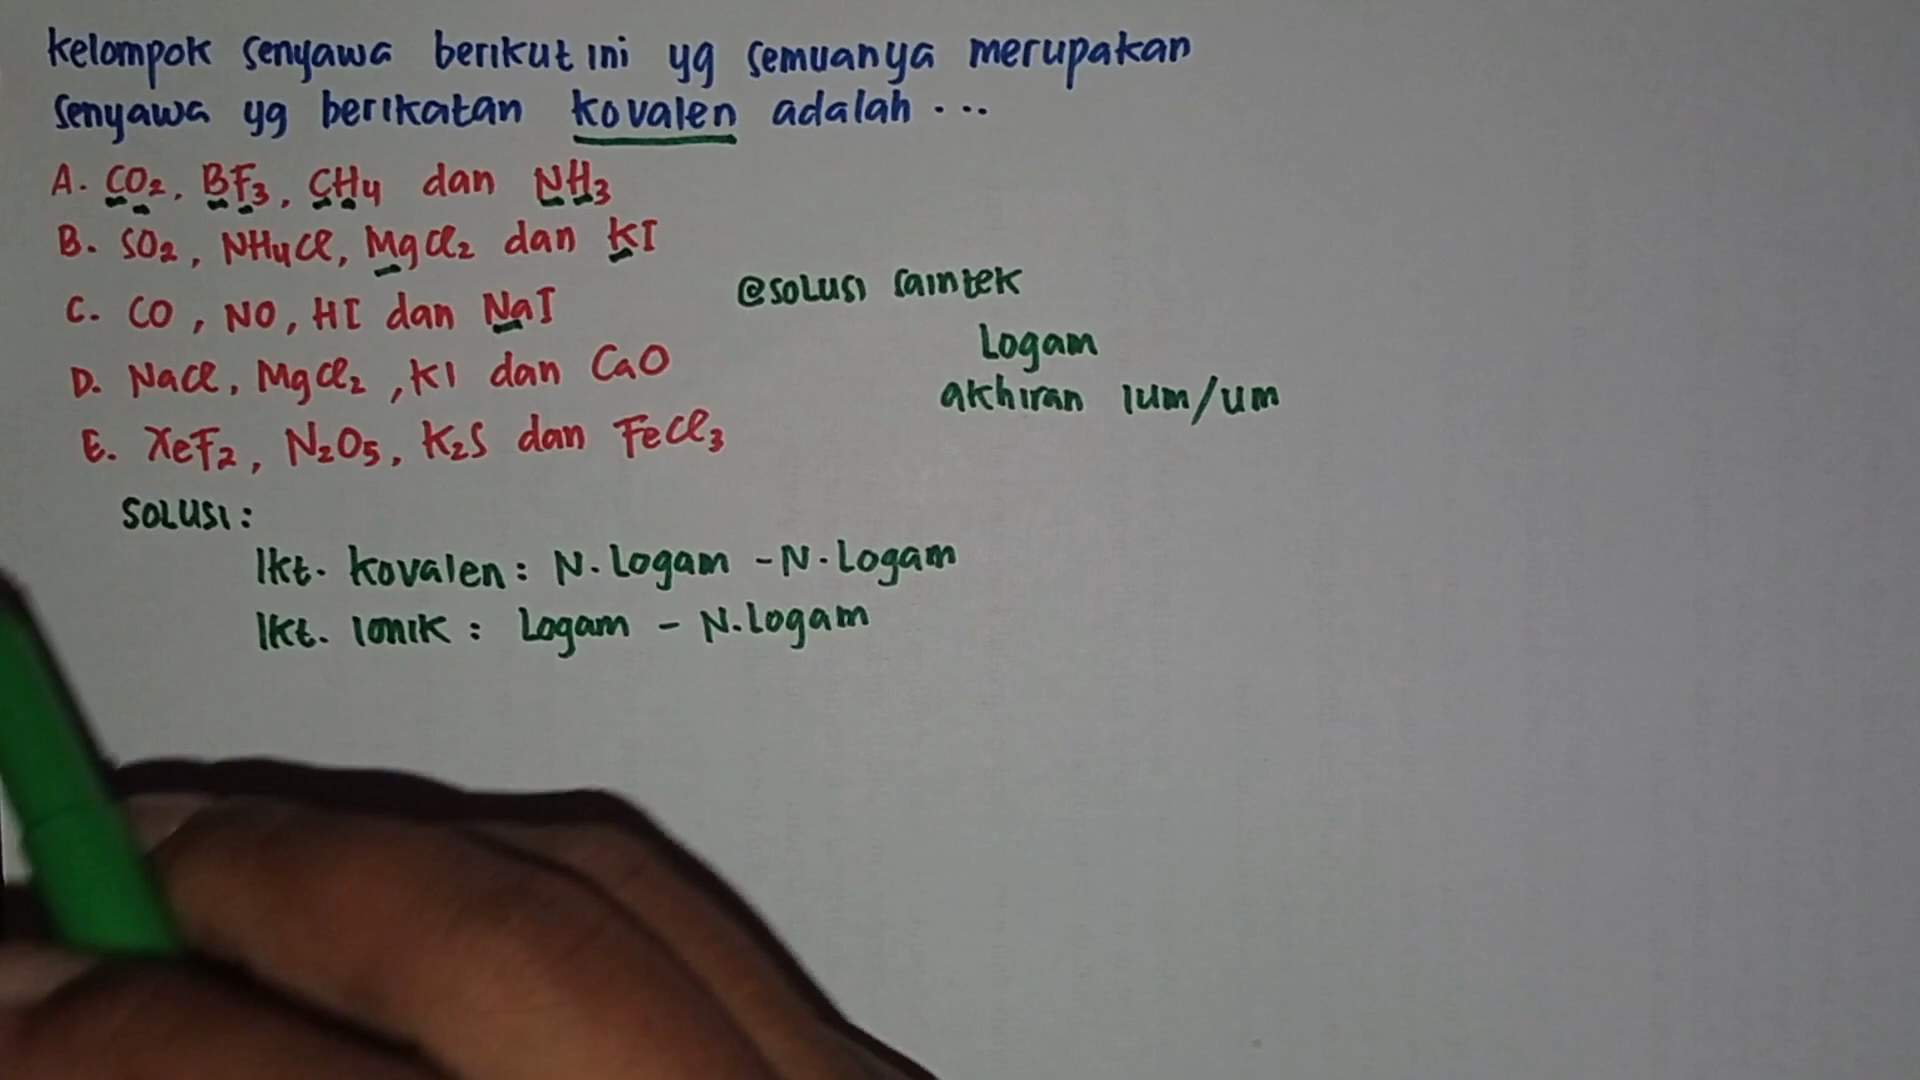 kelompok senyawa berikut ini yg semuanya merupakan
senyawa yg berikatan kovalen adalah ...
A. CO₂, BF₃, CH₄ dan NH₃
B. SO₂, NH₄Cl, MgCl₂ dan KI
C. CO, NO, HI dan NaI
@solusi saintek
D. NaCl, MgCl₂, KI dan CaO
Logam
akhiran ium/um
E. XeF₂, N₂O₅, K₂S dan FeCl₃
SOLUSI:
Ikt. kovalen: N. Logam - N. Logam
Ikt. Ionik: Logam - N. logam